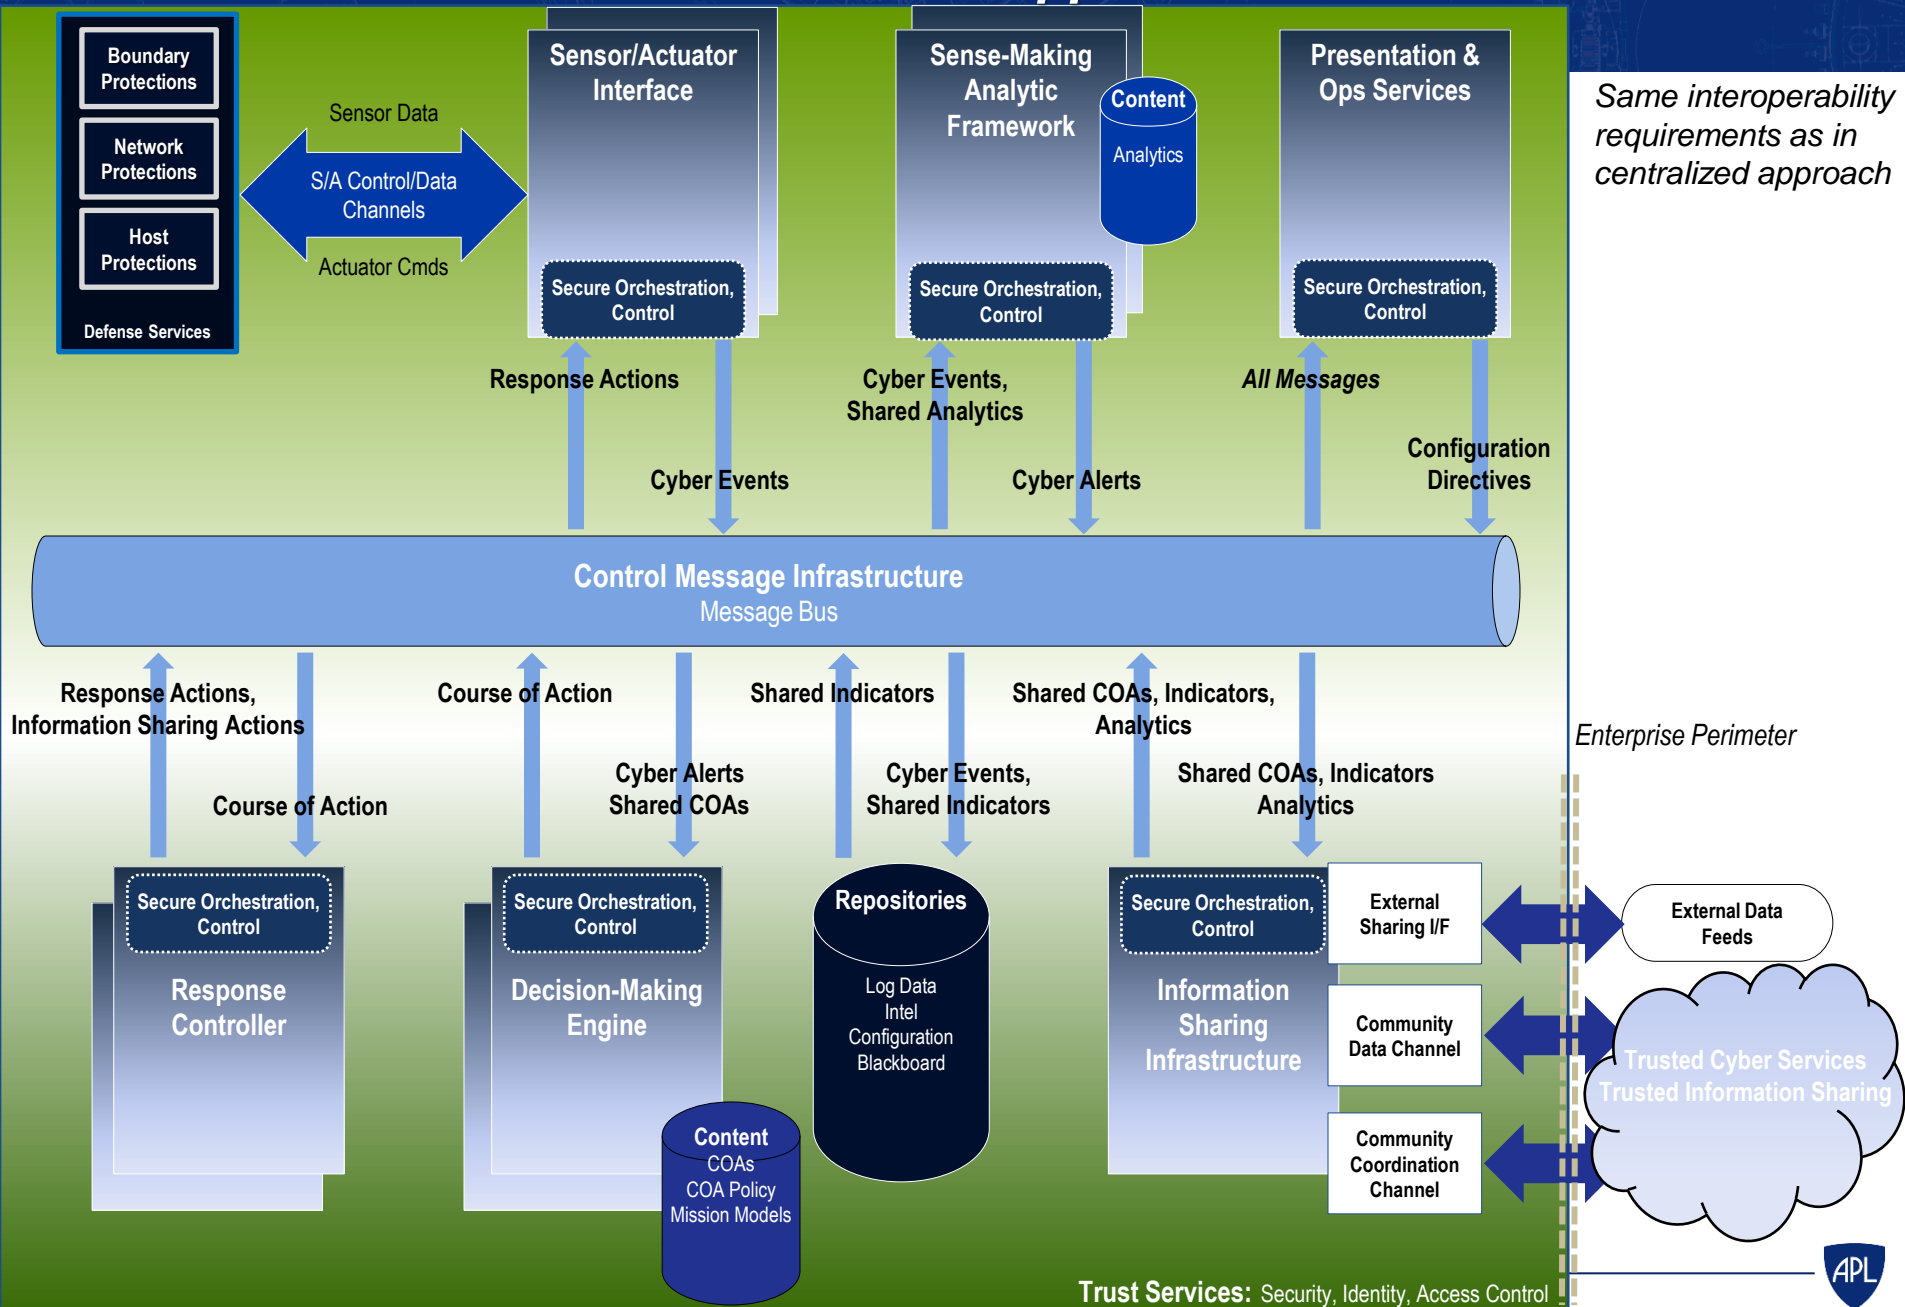 Boundary
Protections
Network
Protections
Host
Protections
Defense Services
Sensor Data
S/A Control/Data
Channels
Actuator Cmds
Sensor/Actuator
Interface
Secure Orchestration,
Control
Sense-Making
Analytic
Framework
Content
Analytics
Secure Orchestration,
Control
Presentation &
Ops Services
Secure Orchestration,
Control
Same interoperability
requirements as in
centralized approach
Response Actions
Cyber Events
Cyber Events,
Shared Analytics
Cyber Alerts
All Messages
Configuration
Directives
Control Message Infrastructure
Message Bus
Response Actions,
Information Sharing Actions
Course of Action
Course of Action
Cyber Alerts
Shared COAs
Shared Indicators
Cyber Events,
Shared Indicators
Shared COAs, Indicators,
Analytics
Shared COAs, Indicators
Analytics
Enterprise Perimeter
Secure Orchestration,
Control
Response
Controller
Secure Orchestration,
Control
Decision-Making
Engine
Content
COAs
COA Policy
Mission Models
Repositories
Log Data
Intel
Configuration
Blackboard
Secure Orchestration,
Control
Information
Sharing
Infrastructure
External
Sharing I/F
Community
Data Channel
Community
Coordination
Channel
External Data
Feeds
Trusted Cyber Services
Trusted Information Sharing
Trust Services: Security, Identity, Access Control
APL